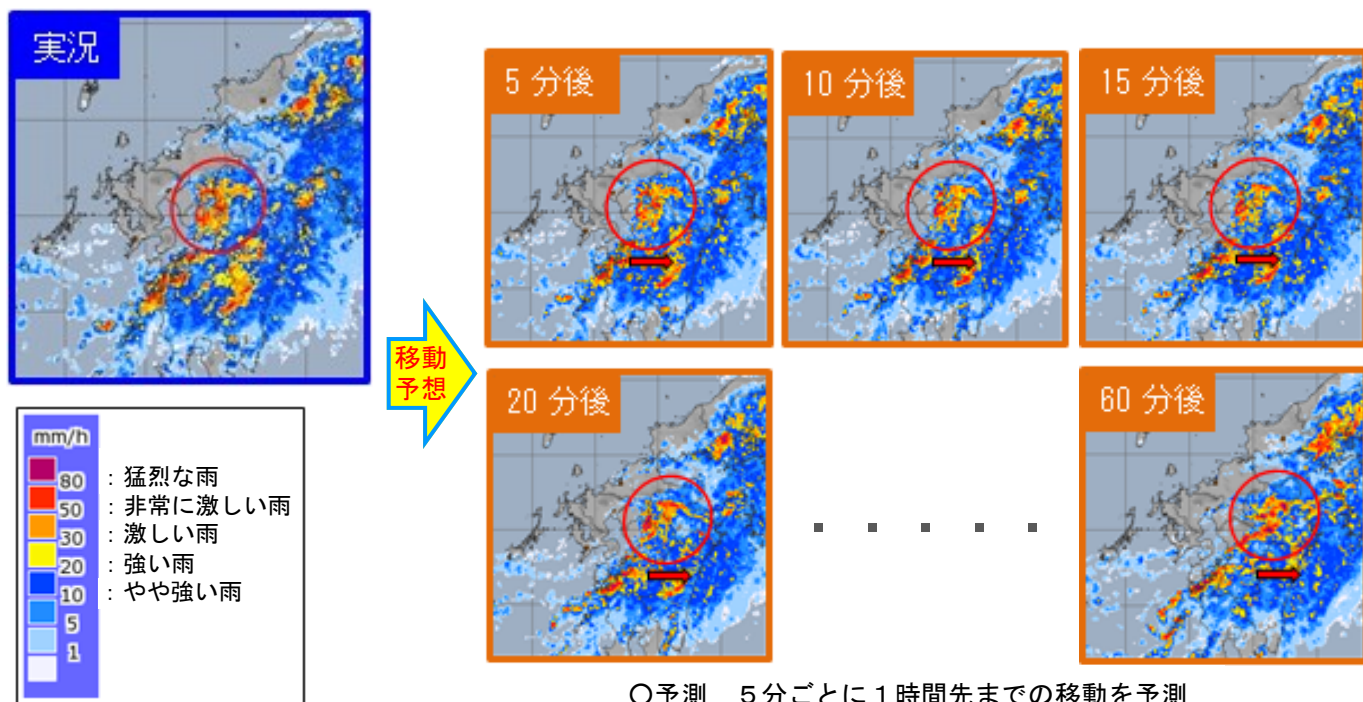 実況
5 分後
10 分後
15 分後
移動
予想
20 分後
60 分後
mm/h
80 ：猛烈な雨
50 ：非常に激しい雨
30 ：激しい雨
20 ：強い雨
10 ：やや強い雨
5
1
○予測　５分ごとに１時間先までの移動を予測